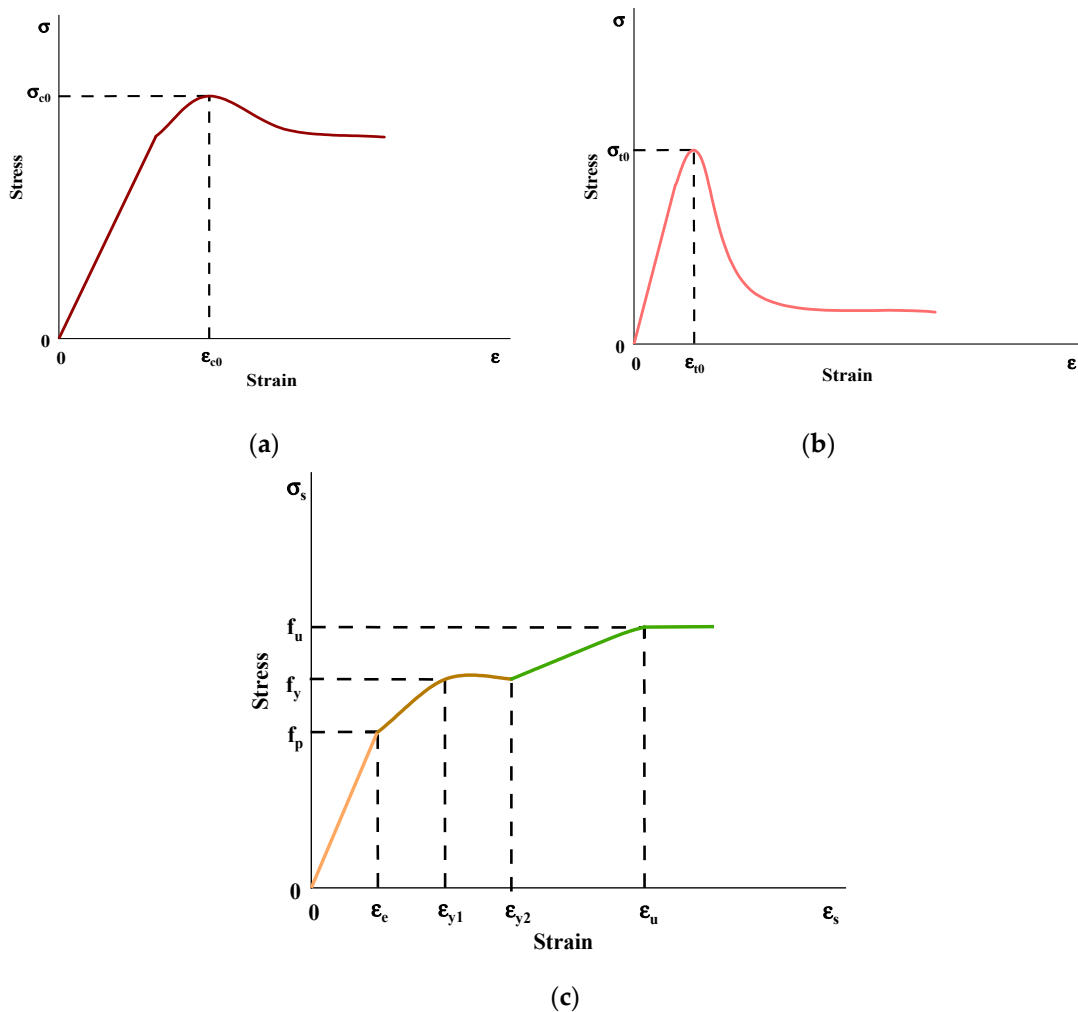 σ
σc0
Stress
0
0
εc0
ε
Strain
(a)
σ
σt0
Stress
0
0
εt0
ε
Strain
(b)
σs
fu
Stress
fy
fp
0
0
εe
εy1
εy2
εu
εs
Strain
(c)